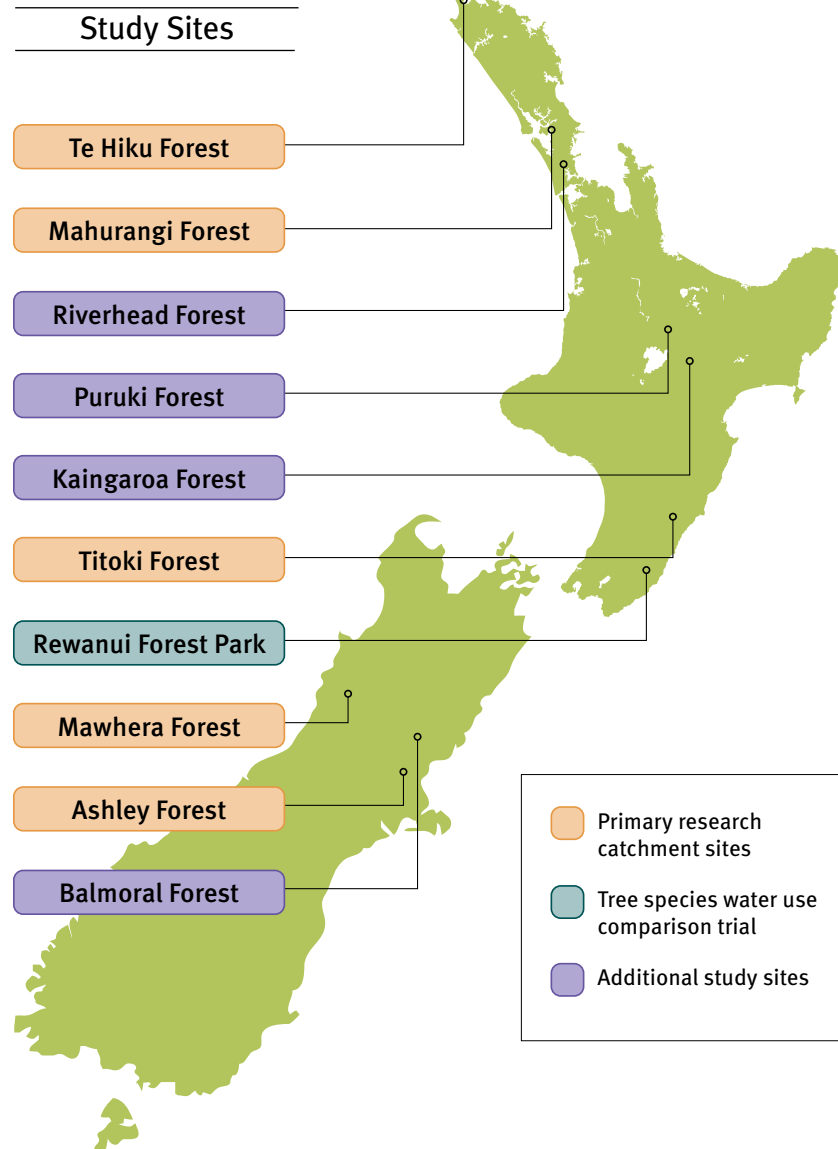 Study Sites
Te Hiku Forest
Mahurangi Forest
Riverhead Forest
Puruki Forest
Kaingaroa Forest
Titoki Forest
Rewanui Forest Park
Mawhera Forest
Ashley Forest
Balmoral Forest
Primary research
catchment sites
Tree species water use
comparison trial
Additional study sites